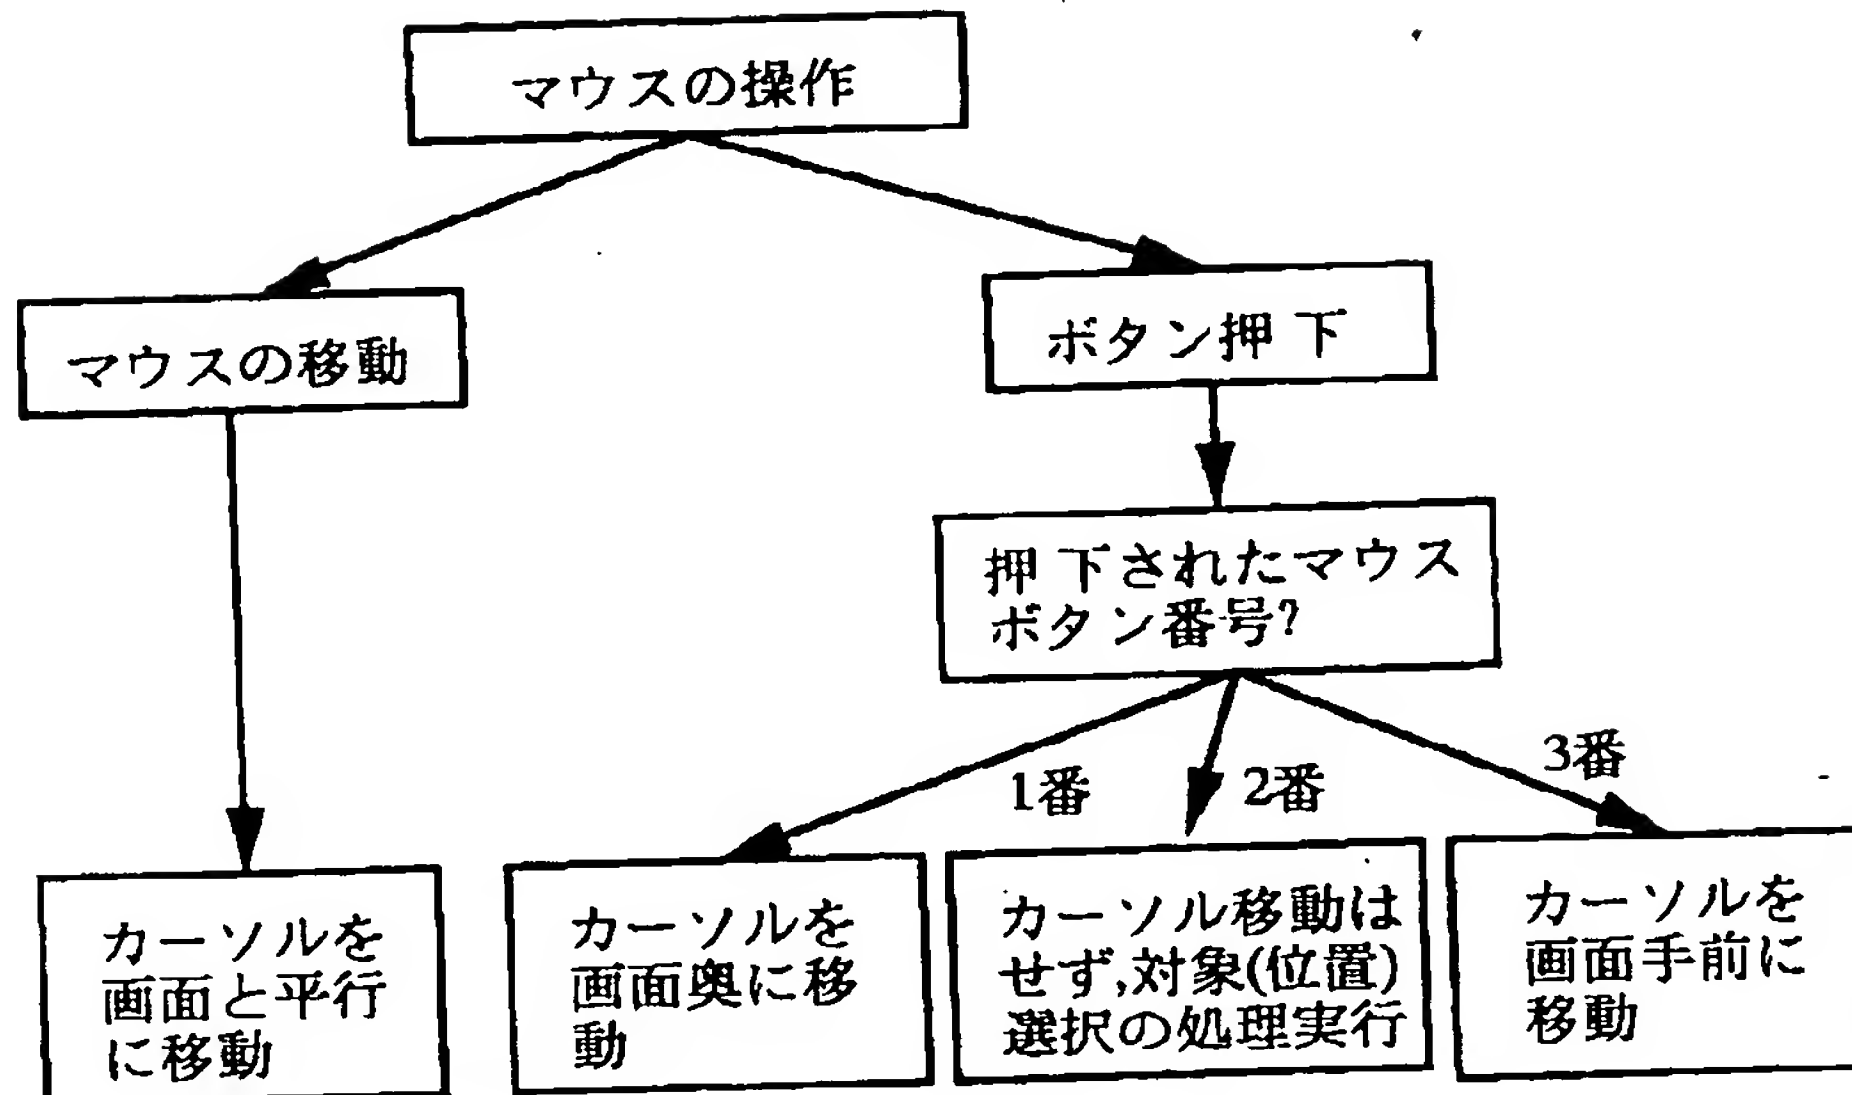 マウスの操作
マウスの移動
ボタン押下
押下されたマウス
ボタン番号?
1番
2番
3番
カーソルを
画面と平行
に移動
カーソルを
画面奥に移
動
カーソル移動は
せず,対象(位置)
選択の処理実行
カーソルを
画面手前に
移動